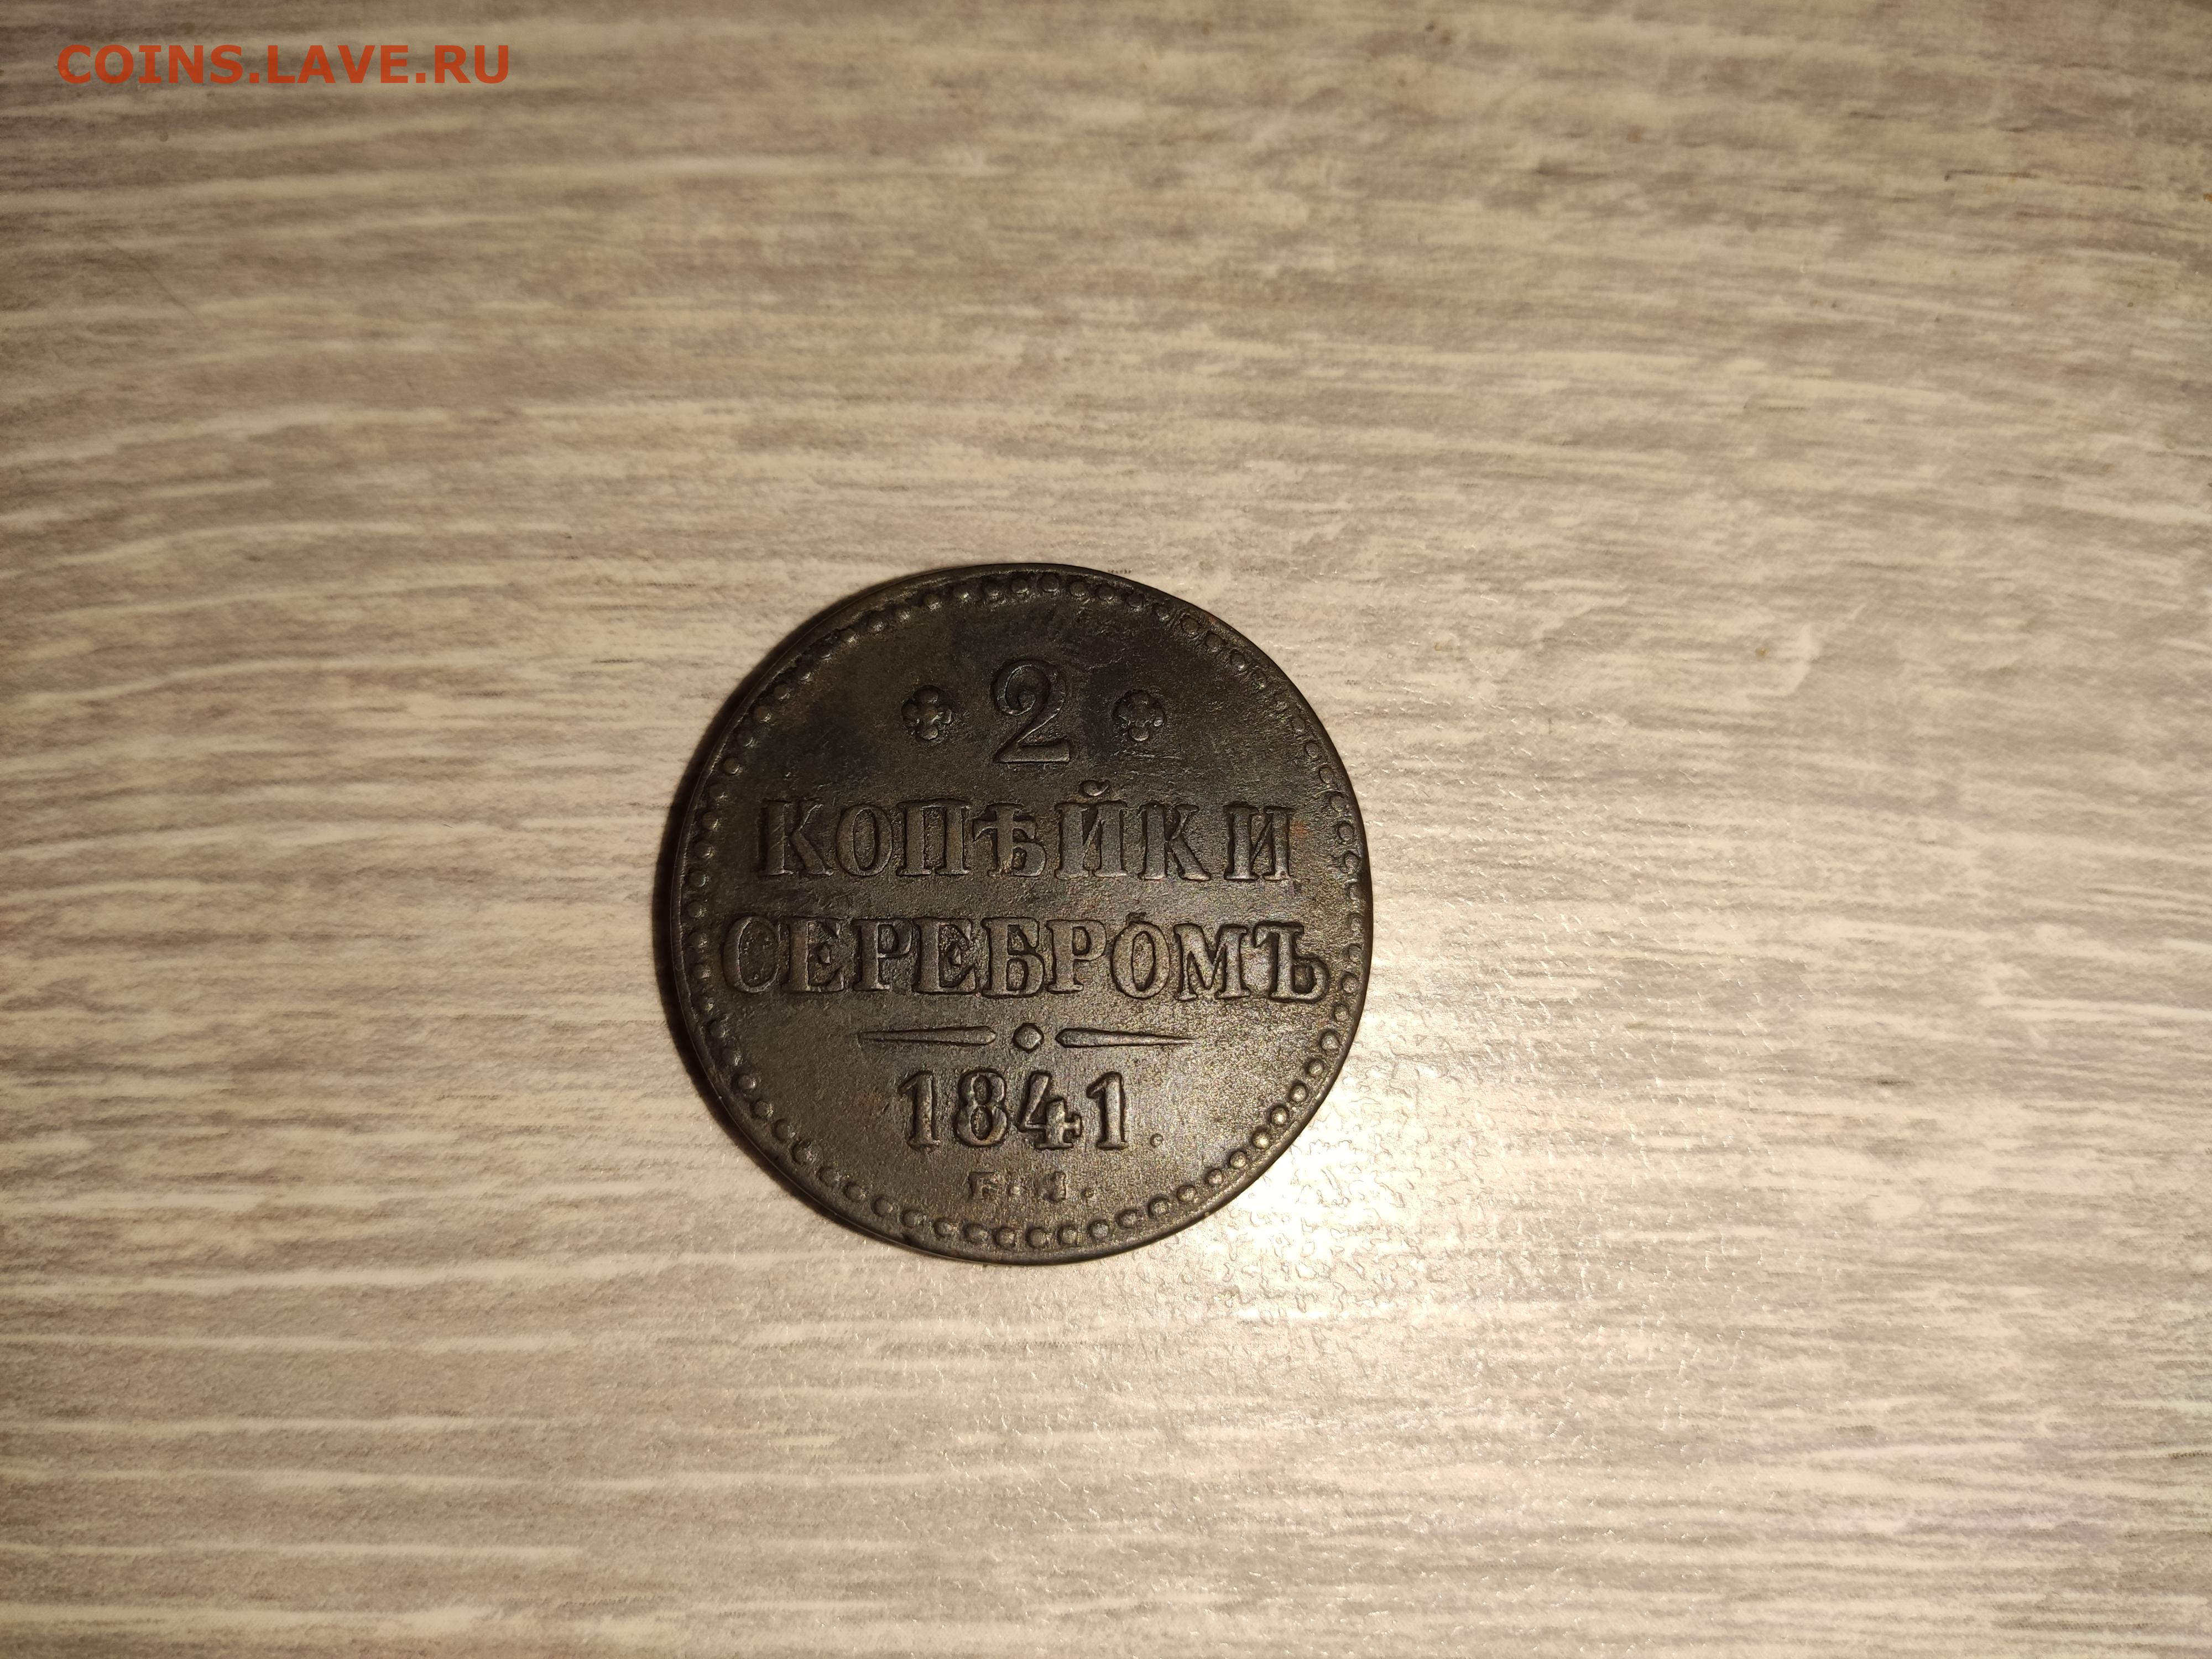 COINS.LAVE.RU
2
КОПѢЙКИ
СЕРЕБРОМЪ
1841.